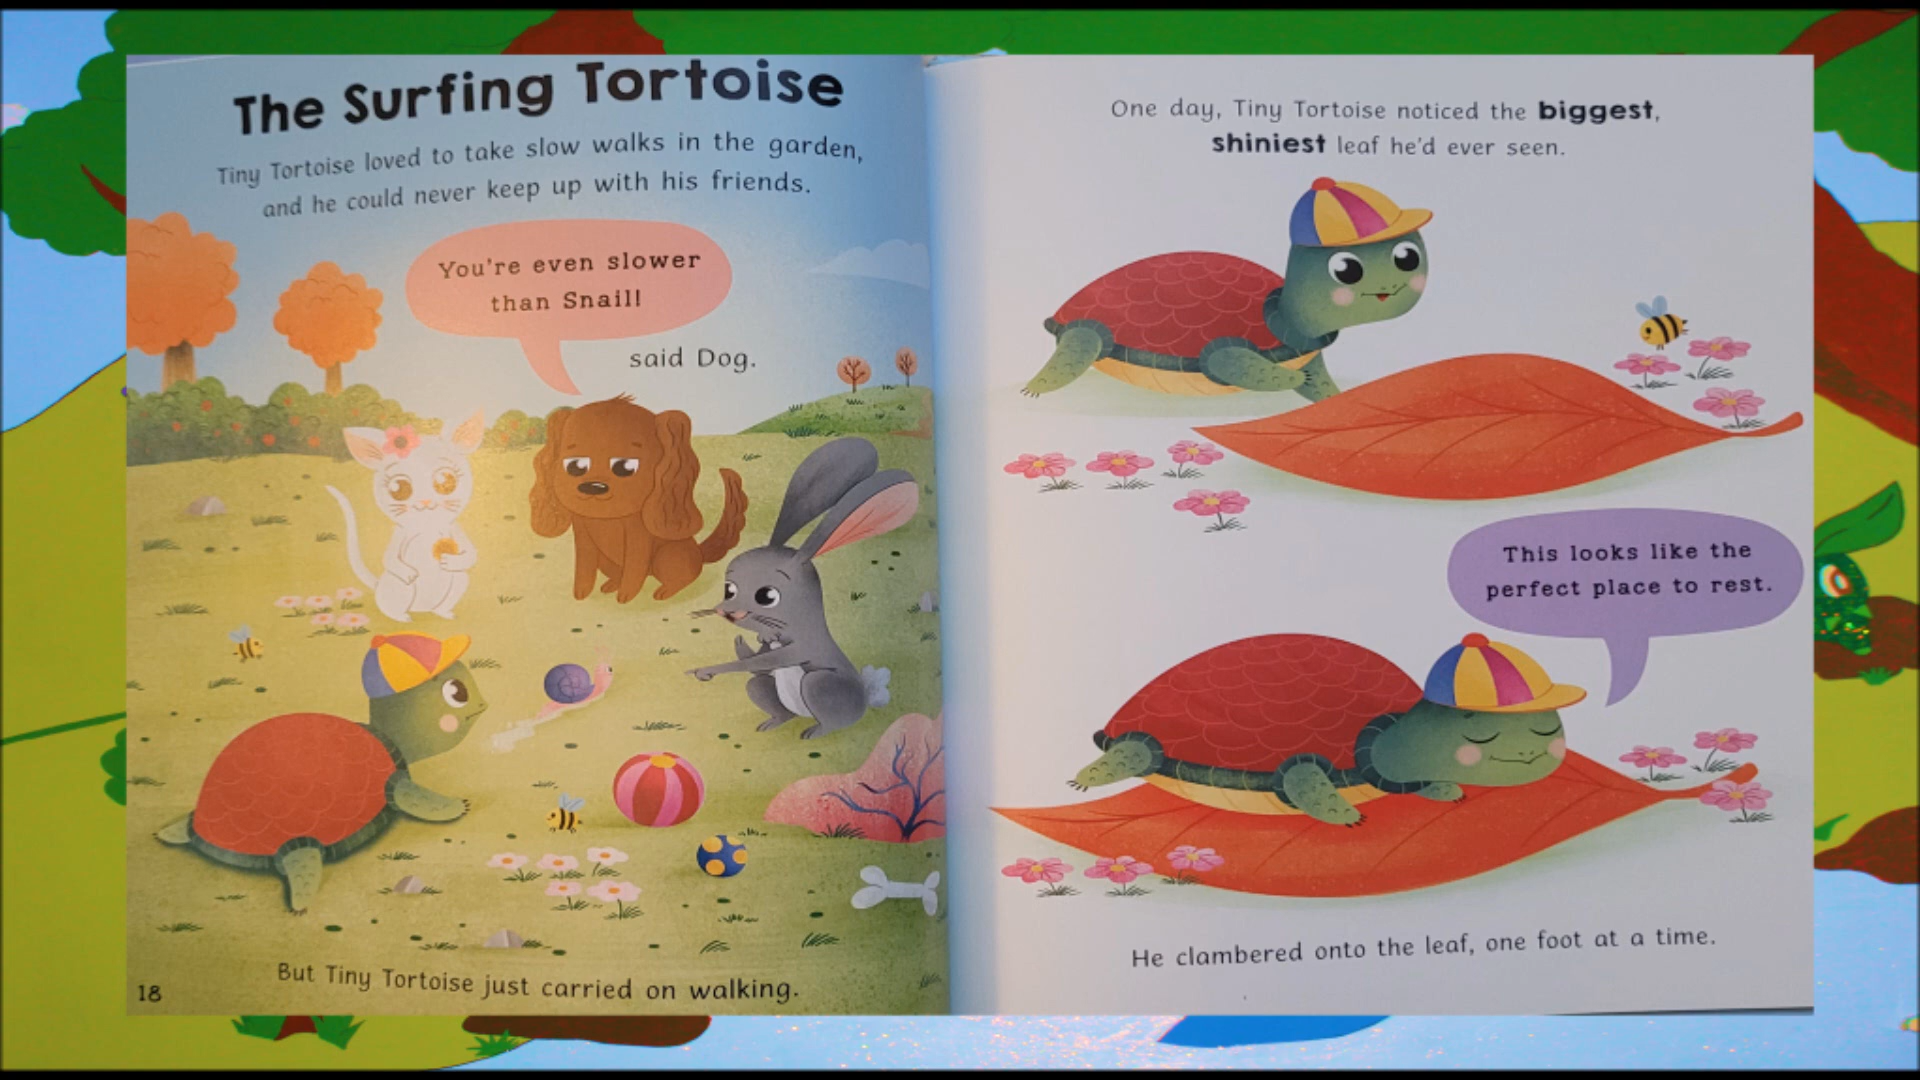 The Surfing Tortoise
Tiny Tortoise loved to take slow walks in the garden,
and he could never keep up with his friends.
You're even slower
than Snail!
said Dog.
But Tiny Tortoise just carried on walking.
18
One day, Tiny Tortoise noticed the biggest,
shiniest leaf he'd ever seen.
This looks like the
perfect place to rest.
He clambered onto the leaf, one foot at a time.